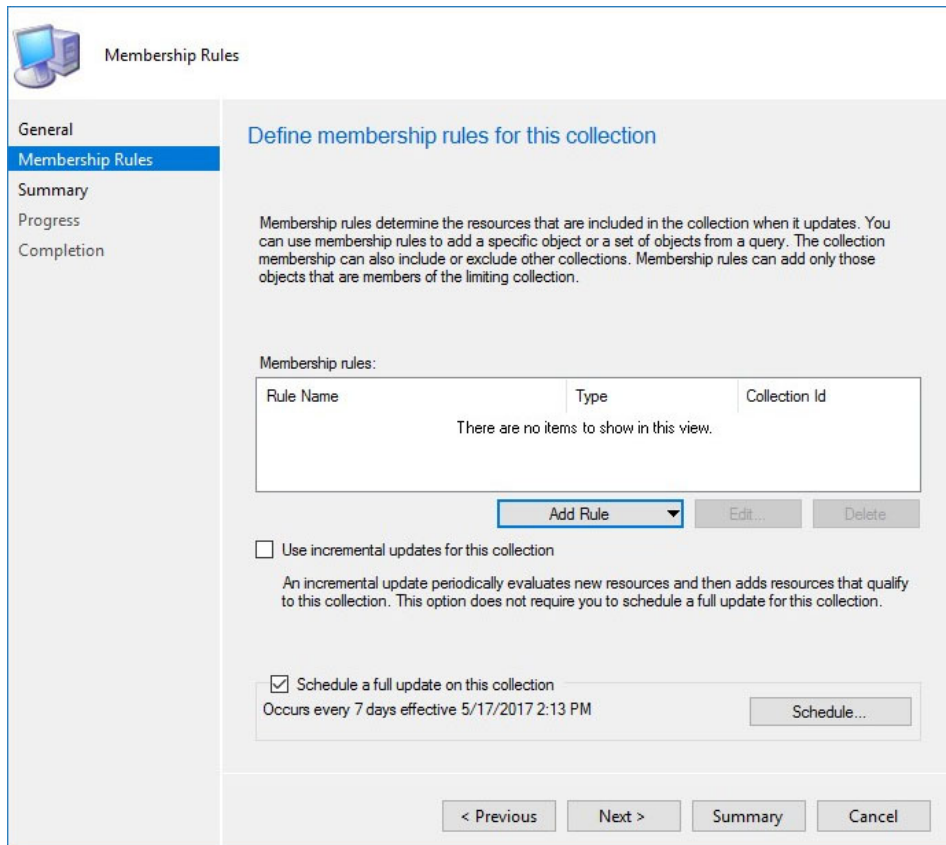 Membership Rules
General
Membership Rules
Summary
Progress
Completion
Define membership rules for this collection
Membership rules determine the resources that are included in the collection when it updates. You
can use membership rules to add a specific object or a set of objects from a query. The collection
membership can also include or exclude other collections. Membership rules can add only those
objects that are members of the limiting collection.
Membership rules:
Rule Name Type Collection Id
There are no items to show in this view.
Add Rule Edit... Delete
Use incremental updates for this collection
An incremental update periodically evaluates new resources and then adds resources that qualify
to this collection. This option does not require you to schedule a full update for this collection.
Schedule a full update on this collection
Occurs every 7 days effective 5/17/2017 2:13 PM
Schedule...
< Previous Next > Summary Cancel